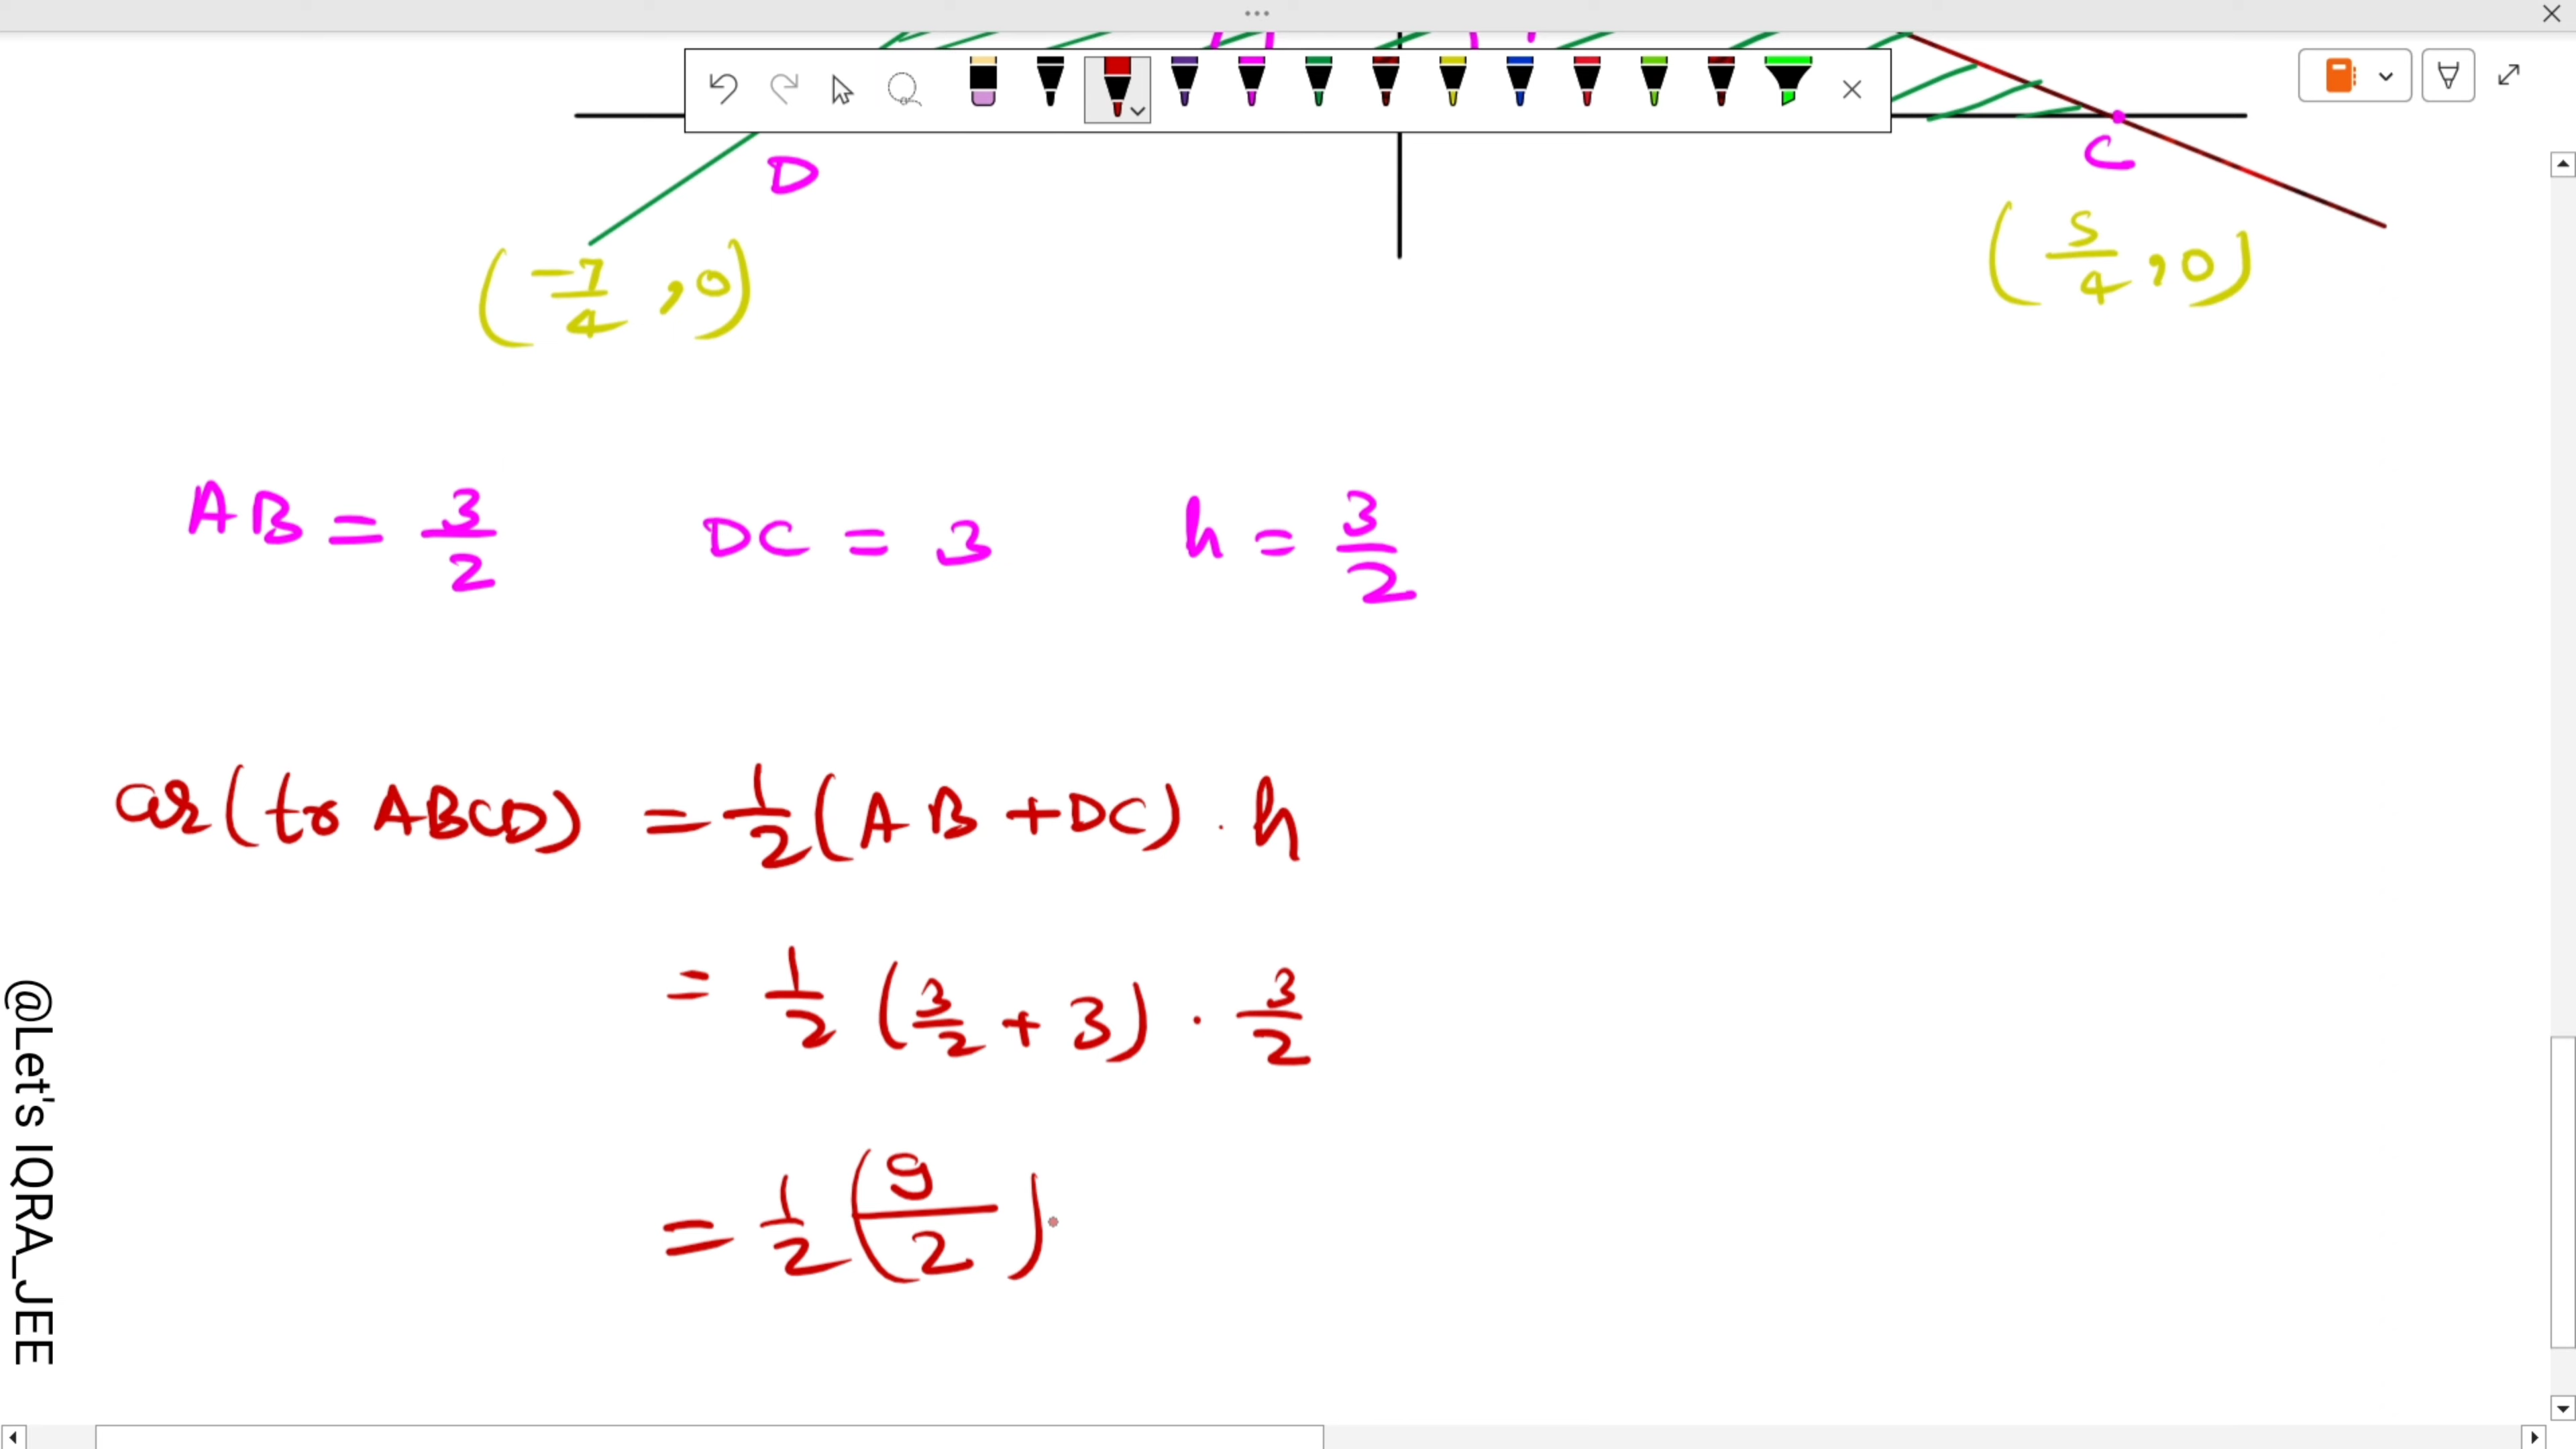 D
C
(-7/4, 0)
(5/4, 0)
AB = 3/2
DC = 3
h = 3/2
ar(tr ABCD) = 1/2 (AB + DC) . h
= 1/2 (3/2 + 3) . 3/2
= 1/2 (9/2)
@Let's IQRA_JEE